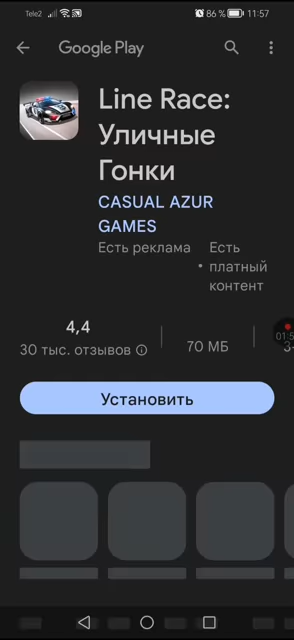 Tele2 86 % 11:57
Google Play
Line Race:
Уличные
Гонки
CASUAL AZUR
GAMES
Есть реклама
Есть
• платный
контент
4,4
30 тыс. отзывов
70 МБ
Установить